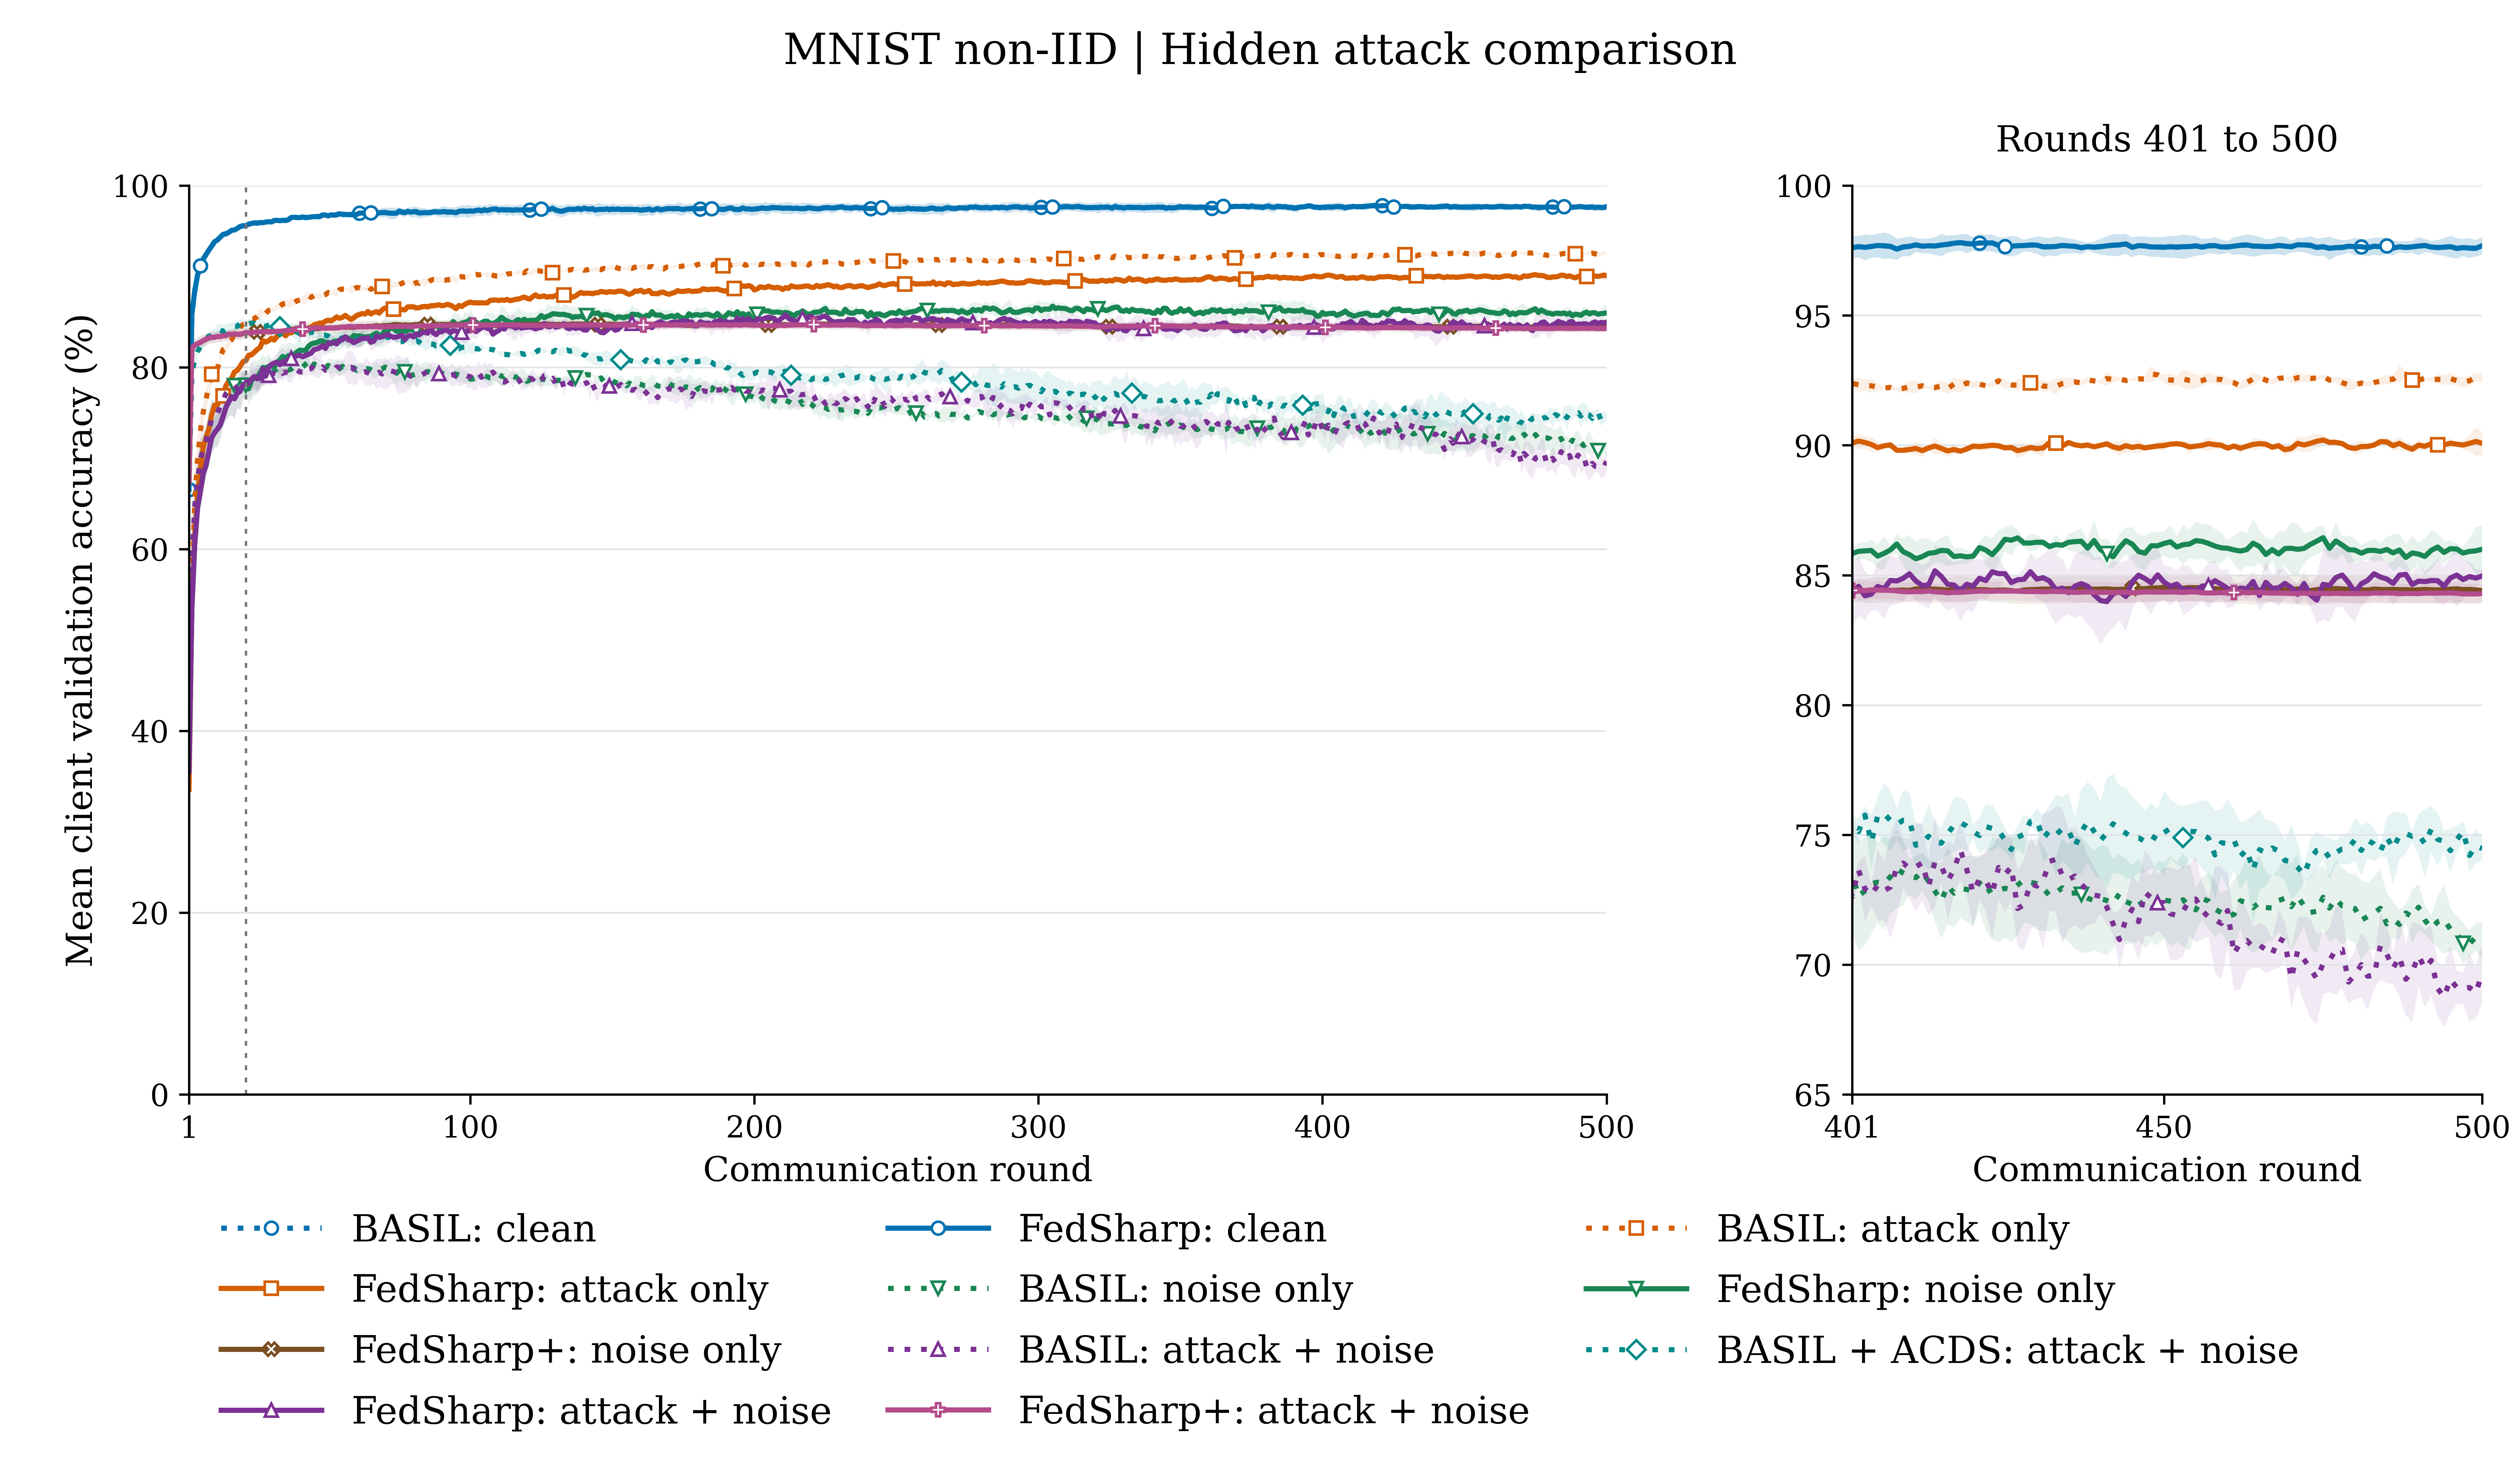 MNIST non-IID | Hidden attack comparison
Rounds 401 to 500
Mean client validation accuracy (%)
100
80
60
40
20
0
1 100 200 300 400 500
Communication round
100
95
90
85
80
75
70
65
401 450 500
Communication round
BASIL: clean FedSharp: clean BASIL: attack only
FedSharp: attack only BASIL: noise only FedSharp: noise only
FedSharp+: noise only BASIL: attack + noise BASIL + ACDS: attack + noise
FedSharp: attack + noise FedSharp+: attack + noise